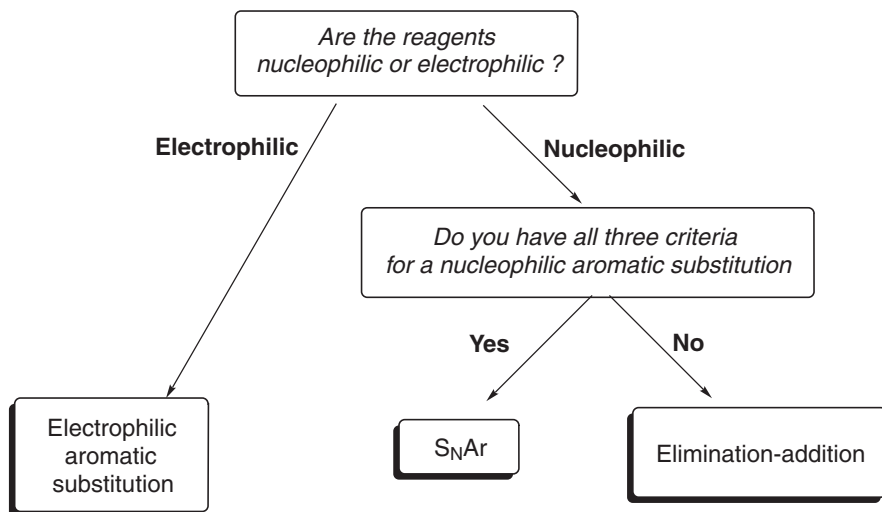 Are the reagents
nucleophilic or electrophilic ?
Electrophilic
Nucleophilic
Do you have all three criteria
for a nucleophilic aromatic substitution
Yes
No
Electrophilic
aromatic
substitution
SNAr
Elimination-addition